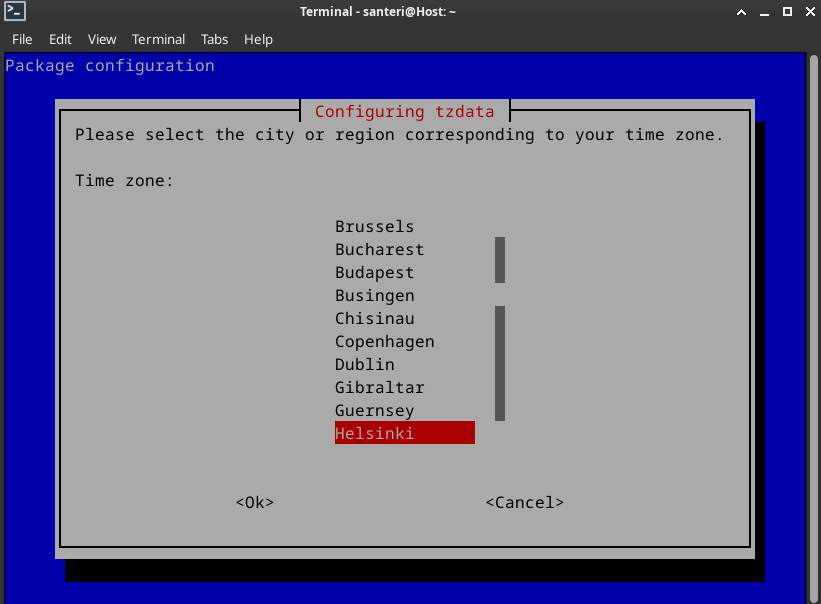 Terminal - santeri@Host: ~
File Edit View Terminal Tabs Help
Package configuration
Configuring tzdata
Please select the city or region corresponding to your time zone.
Time zone:
Brussels
Bucharest
Budapest
Busingen
Chisinau
Copenhagen
Dublin
Gibraltar
Guernsey
Helsinki
<Ok> <Cancel>